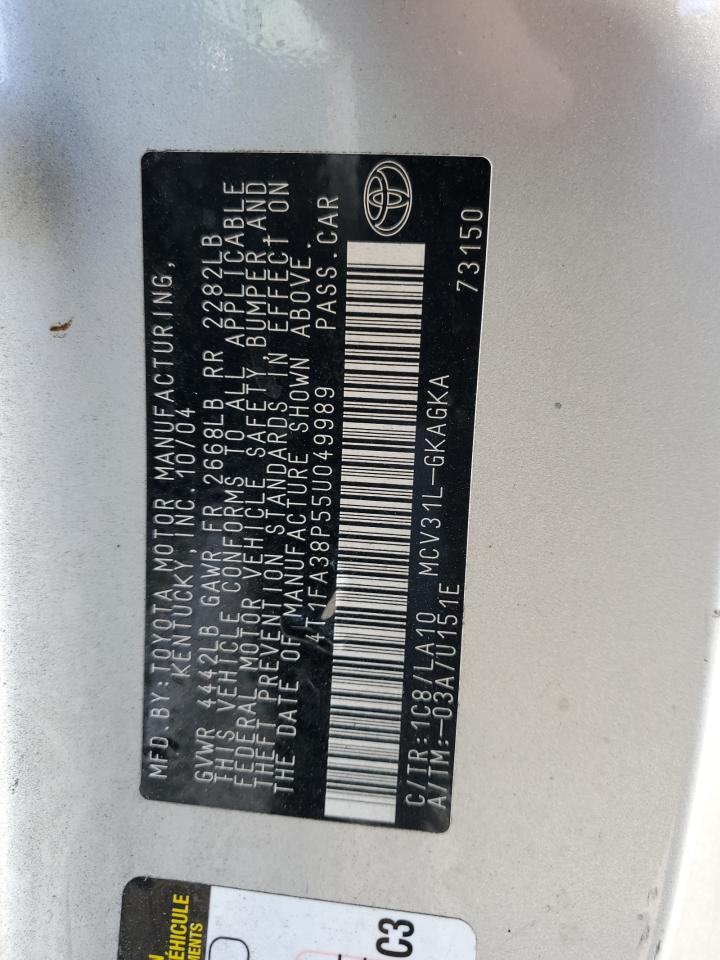 MFD. BY: TOYOTA MOTOR MANUFACTURING,
KENTUCKY, INC. 10/04
GVWR 4442LB GAWR FR 2668LB RR 2282LB
THIS VEHICLE CONFORMS TO ALL APPLICABLE
FEDERAL MOTOR VEHICLE SAFETY, BUMPER, AND
THEFT PREVENTION STANDARDS IN EFFECT ON
THE DATE OF MANUFACTURE SHOWN ABOVE.
4T1FA38P55U049989 PASS. CAR
C/TR:1C8/LA10 MCV31L-GKAGKA
A/TM:-03A/U151E
73150
VÉHICULE
C3